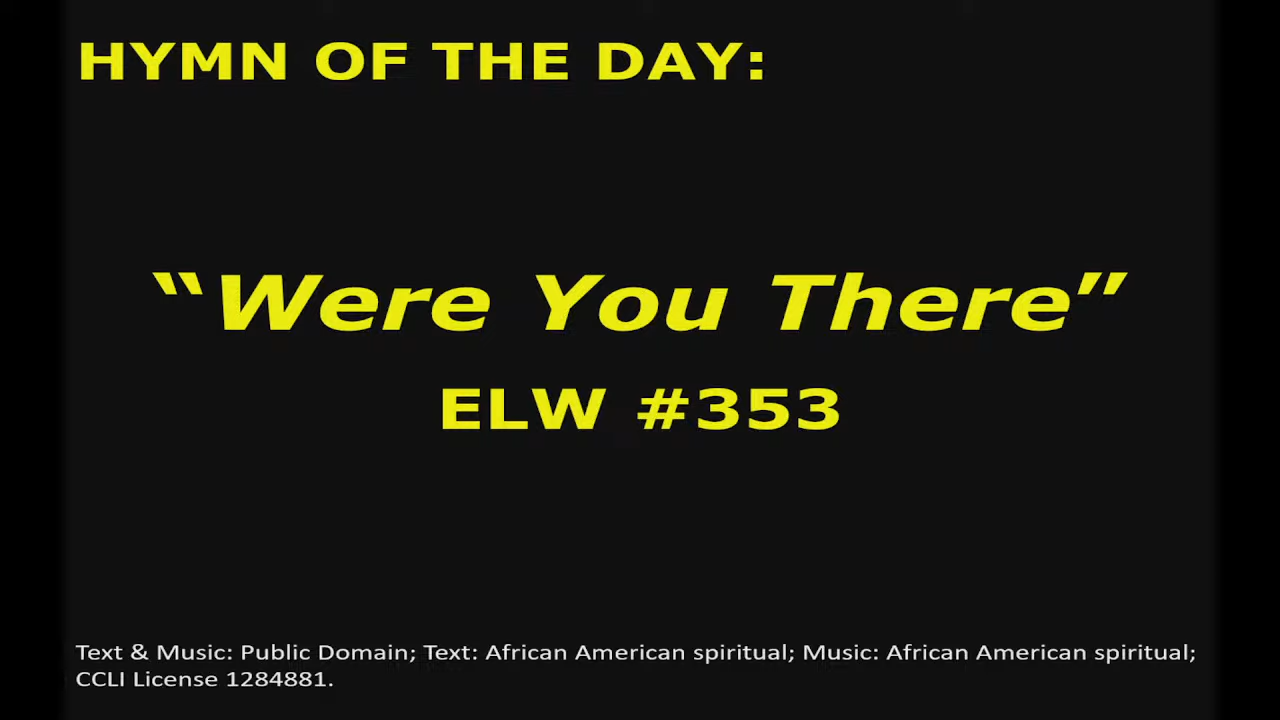 HYMN OF THE DAY:
“Were You There”
ELW #353
Text & Music: Public Domain; Text: African American spiritual; Music: African American spiritual;
CCLI License 1284881.